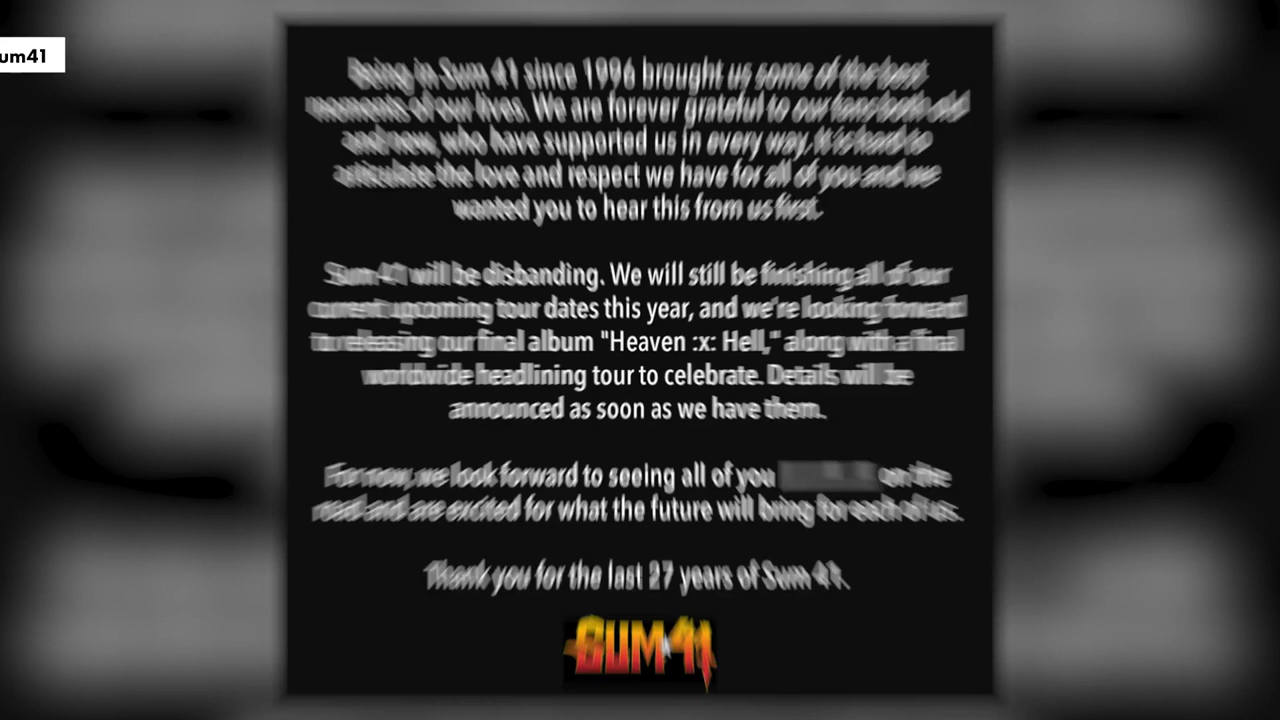 um41
Being in Sum 41 since 1996 brought us some of the best
moments of our lives. We are forever grateful to our fans both old
and new, who have supported us in every way. It is hard to
articulate the love and respect we have for all of you and we
wanted you to hear this from us first.
Sum 41 will be disbanding. We will still be finishing all of our
current upcoming tour dates this year, and we're looking forward
to releasing our final album "Heaven :x: Hell," along with a final
worldwide headlining tour to celebrate. Details will be
announced as soon as we have them.
For now, we look forward to seeing all of you on the
road and are excited for what the future will bring for each of us.
Thank you for the last 27 years of Sum 41.
SUM 41